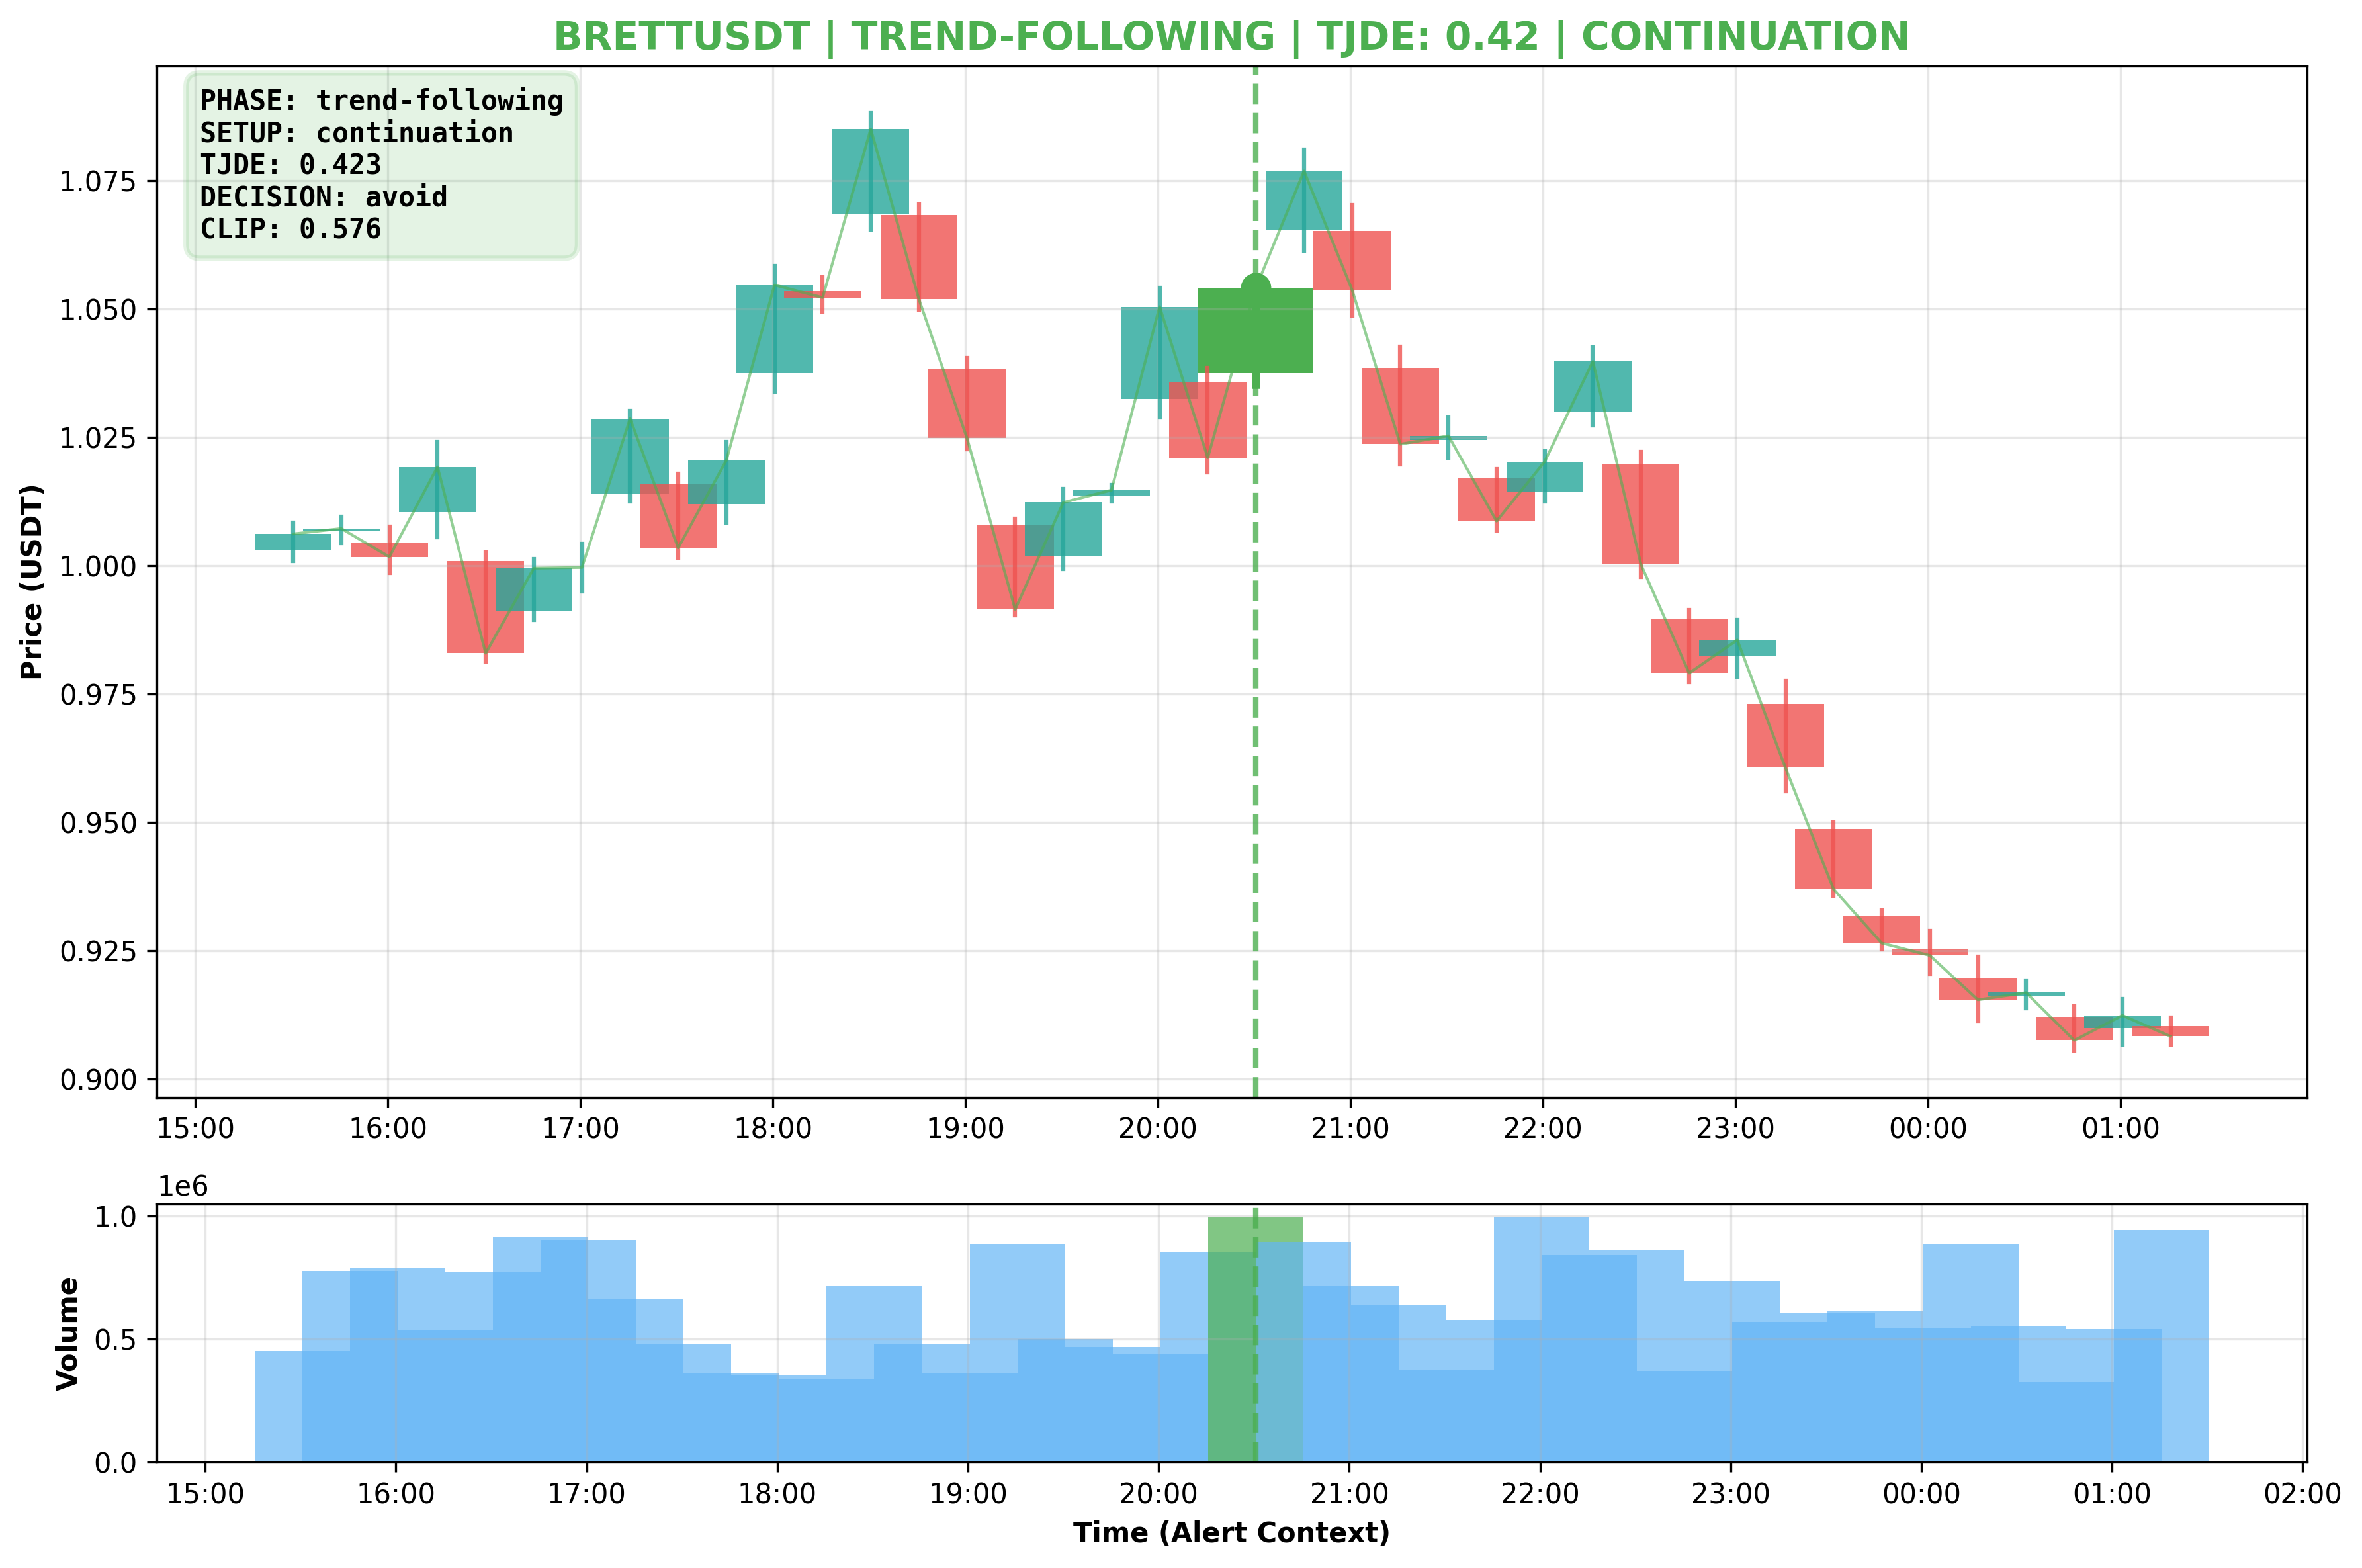 BRETTUSDT | TREND-FOLLOWING | TJDE: 0.42 | CONTINUATION
PHASE: trend-following
SETUP: continuation
TJDE: 0.423
DECISION: avoid
CLIP: 0.576
Price (USDT)
1.075
1.050
1.025
1.000
0.975
0.950
0.925
0.900
15:00 16:00 17:00 18:00 19:00 20:00 21:00 22:00 23:00 00:00 01:00
1e6
Volume
1.0
0.5
0.0
15:00 16:00 17:00 18:00 19:00 20:00 21:00 22:00 23:00 00:00 01:00 02:00
Time (Alert Context)